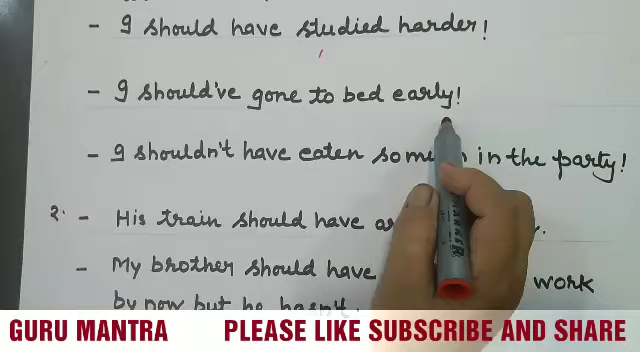 - I should have studied harder!
- I should've gone to bed early!
- I shouldn't have eaten so in the party!
2. - His train should have
- My brother should have work
by now but he hasn't.
GURU MANTRA PLEASE LIKE SUBSCRIBE AND SHARE